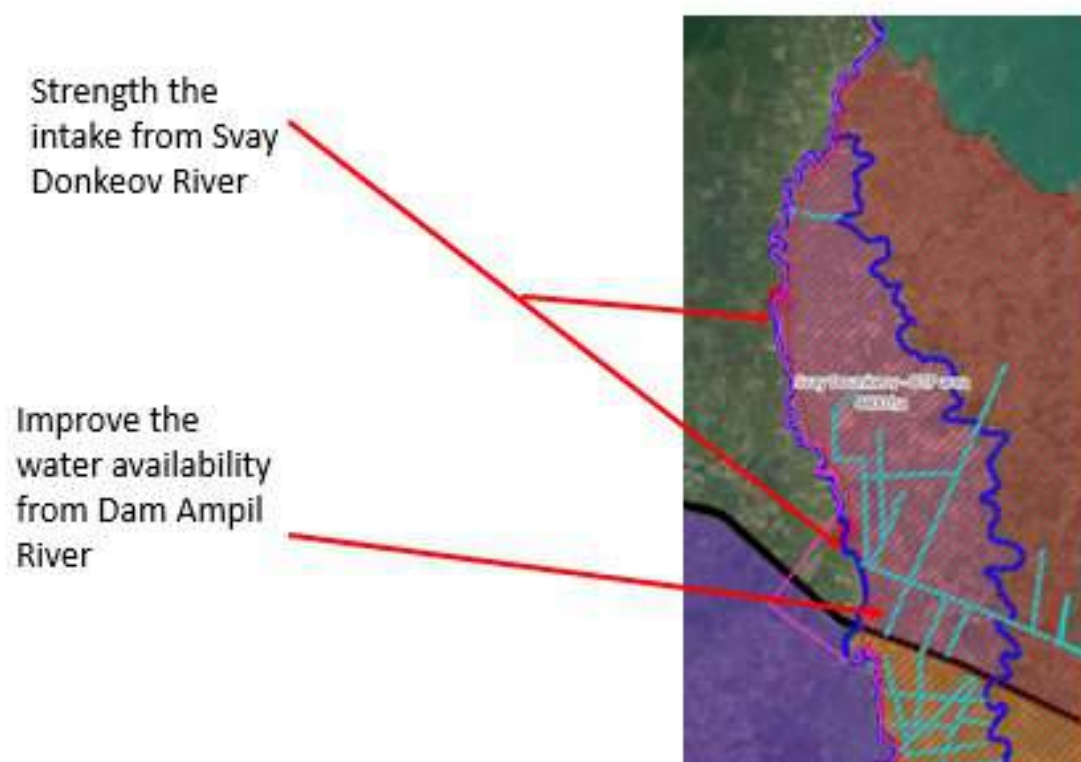 Strength the
intake from Svay
Donkeov River
Improve the
water availability
from Dam Ampil
River